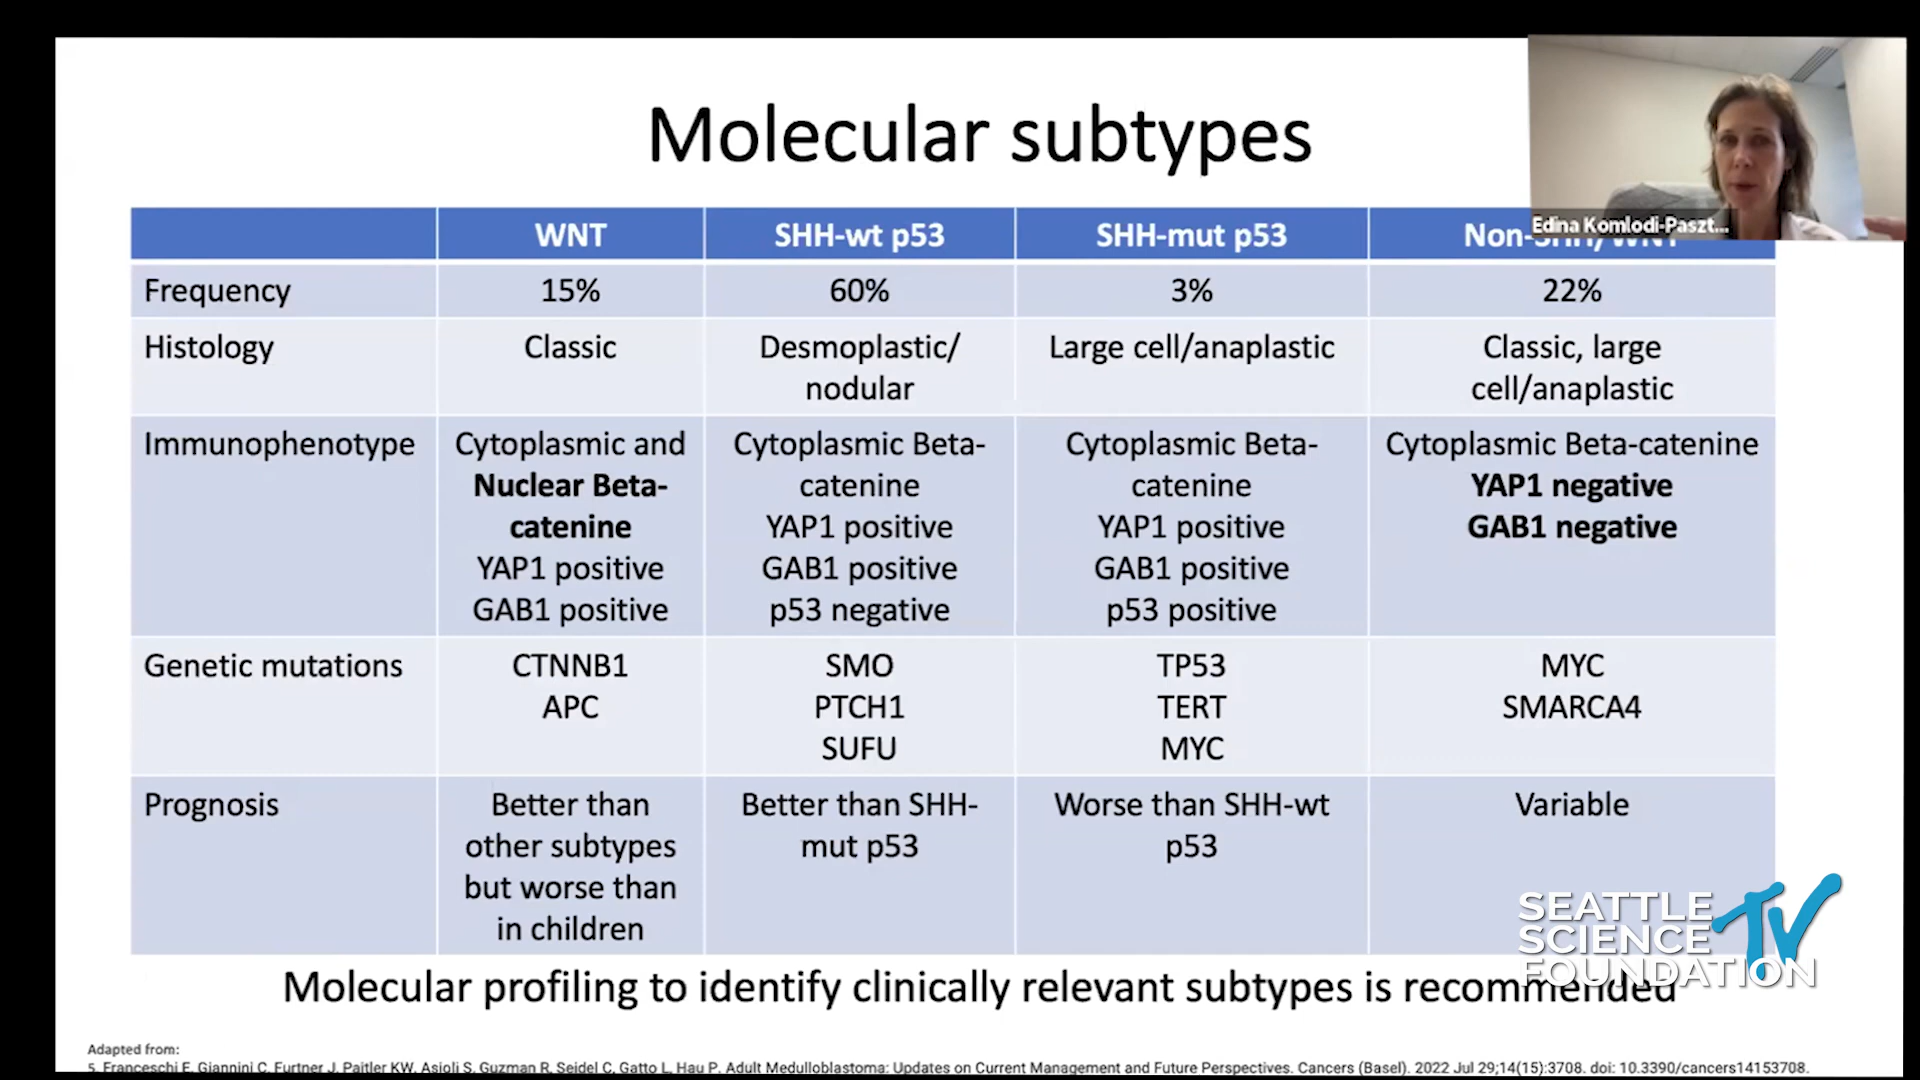 Molecular subtypes
Edina Komlodi-Paszt...
WNT
SHH-wt p53
SHH-mut p53
Non-SHH/WNT
Frequency
15%
60%
3%
22%
Histology
Classic
Desmoplastic/
nodular
Large cell/anaplastic
Classic, large
cell/anaplastic
Immunophenotype
Cytoplasmic and
Nuclear Beta-
catenine
YAP1 positive
GAB1 positive
Cytoplasmic Beta-
catenine
YAP1 positive
GAB1 positive
p53 negative
Cytoplasmic Beta-
catenine
YAP1 positive
GAB1 positive
p53 positive
Cytoplasmic Beta-catenine
YAP1 negative
GAB1 negative
Genetic mutations
CTNNB1
APC
SMO
PTCH1
SUFU
TP53
TERT
MYC
MYC
SMARCA4
Prognosis
Better than
other subtypes
but worse than
in children
Better than SHH-
mut p53
Worse than SHH-wt
p53
Variable
SEATTLE
SCIENCE
FOUNDATION
TV
Molecular profiling to identify clinically relevant subtypes is recommended
Adapted from:
5. Franceschi E, Giannini C, Furtner J, Pajtler KW, Asioli S, Guzman R, Seidel C, Gatto L, Hau P. Adult Medulloblastoma: Updates on Current Management and Future Perspectives. Cancers (Basel). 2022 Jul 29;14(15):3708. doi: 10.3390/cancers14153708.